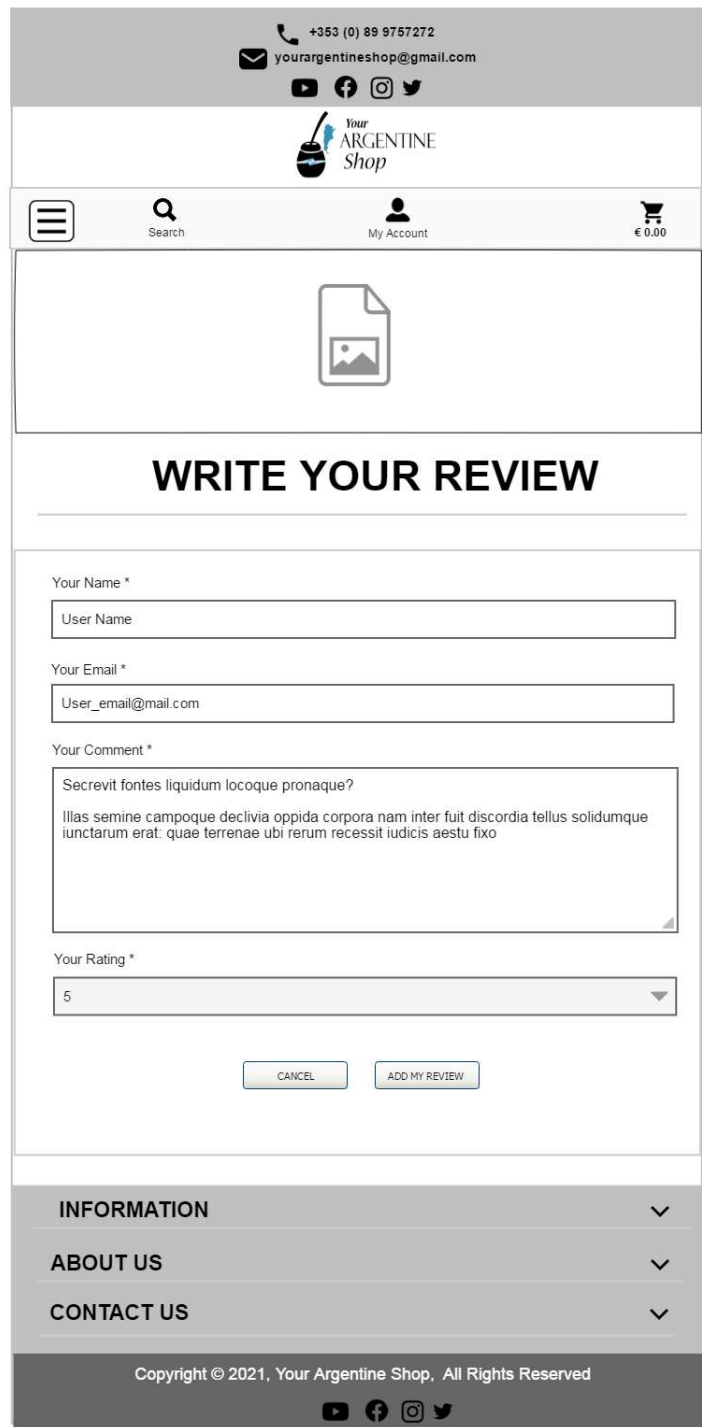 +353 (0) 89 9757272
yourargentineshop@gmail.com
Your
ARGENTINE
Shop
Search
My Account
€ 0.00
WRITE YOUR REVIEW
Your Name *
User Name
Your Email *
User_email@mail.com
Your Comment *
Secrevit fontes liquidum locoque pronaque?
Illas semine campoque declivia oppida corpora nam inter fuit discordia tellus solidumque
iunctarum erat: quae terrenae ubi rerum recessit iudicis aestu fixo
Your Rating *
5
CANCEL
ADD MY REVIEW
INFORMATION
ABOUT US
CONTACT US
Copyright © 2021, Your Argentine Shop, All Rights Reserved